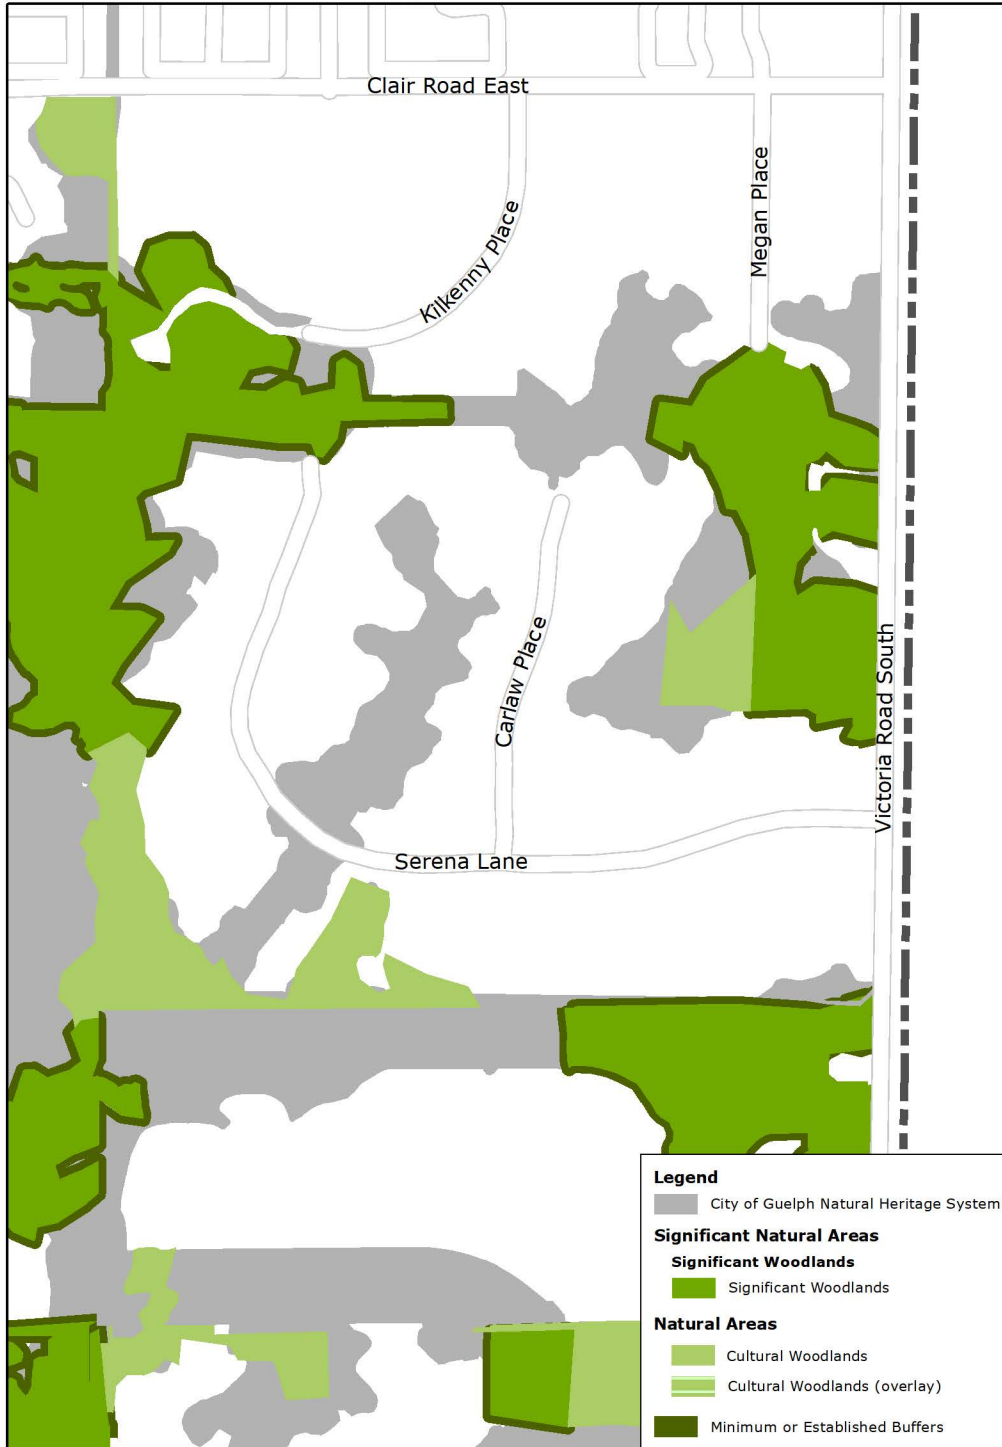 Clair Road East
Megan Place
Kilkenny Place
Carlaw Place
Victoria Road South
Serena Lane
Legend
City of Guelph Natural Heritage System
Significant Natural Areas
Significant Woodlands
Significant Woodlands
Natural Areas
Cultural Woodlands
Cultural Woodlands (overlay)
Minimum or Established Buffers